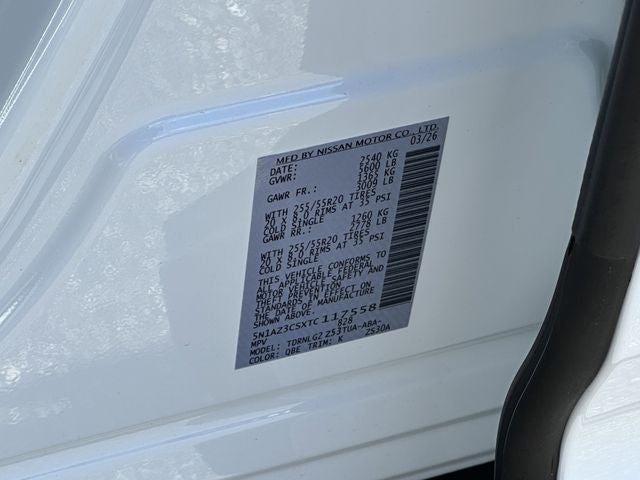 MFD BY NISSAN MOTOR CO., LTD.
DATE: 03/26
GVWR: 2540 KG
5600 LB
GAWR FR.: 1365 KG
3009 LB
WITH 255/55R20 TIRES
20 X 8.0 RIMS AT 35 PSI
COLD SINGLE
GAWR RR.: 1260 KG
2778 LB
WITH 255/55R20 TIRES
20 X 8.0 RIMS AT 35 PSI
COLD SINGLE
THIS VEHICLE CONFORMS TO
ALL APPLICABLE FEDERAL
MOTOR VEHICLE SAFETY AND
THEFT PREVENTION
STANDARDS IN EFFECT ON
THE DATE OF MANUFACTURE
SHOWN ABOVE.
5N1AZ3CSXTC117558
MPV 828
MODEL: TDRNLG2 Z53TUA-ABA
COLOR: QBE TRIM: K ZS30A